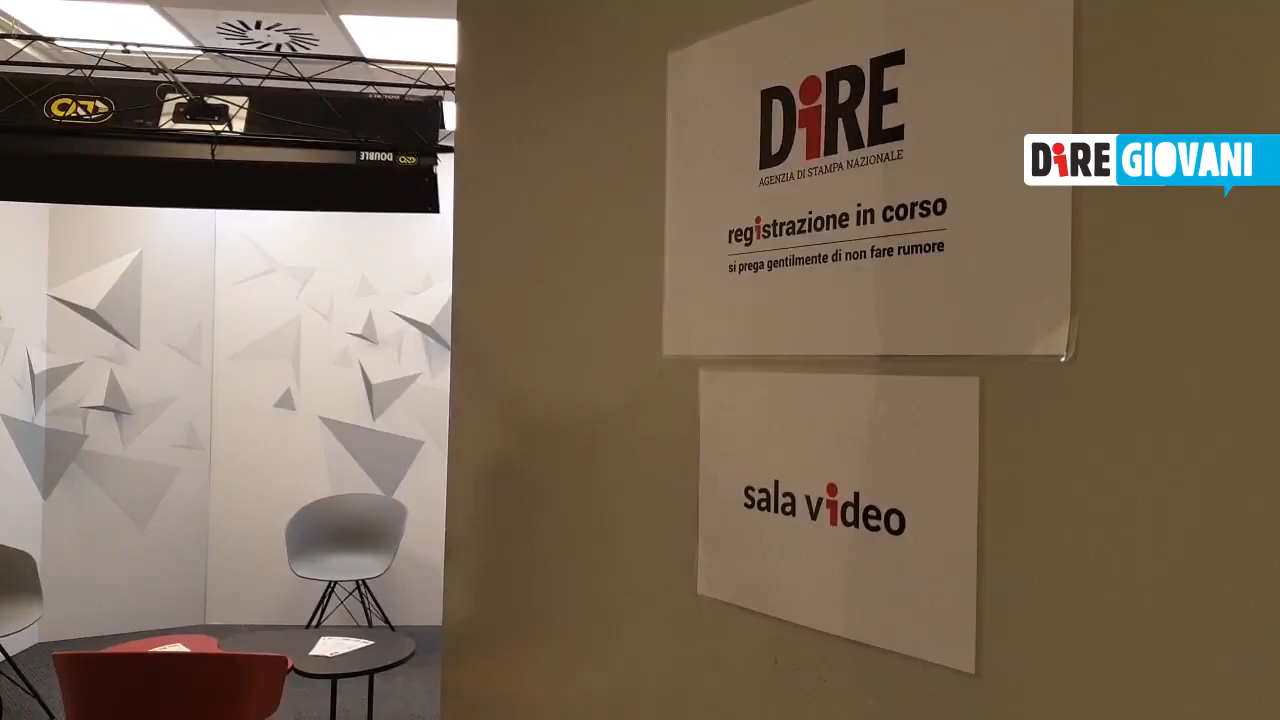 DiRE
AGENZIA DI STAMPA NAZIONALE
registrazione in corso
si prega gentilmente di non fare rumore
sala video
DiRE GIOVANI
DOUBLE